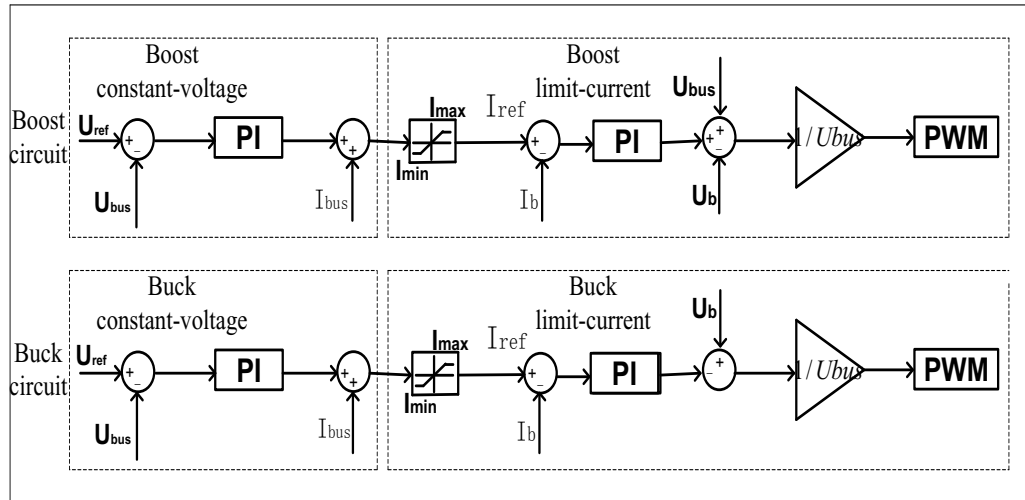 Boost
constant-voltage
Boost
limit-current
Boost
circuit
Uref
+
-
Ubus
PI
+
+
Ibus
Imax
Imin
Iref
+
-
Ib
PI
Ubus
+
+
-
Ub
1/Ubus
PWM
Buck
constant-voltage
Buck
limit-current
Buck
circuit
Uref
+
-
Ubus
PI
+
+
Ibus
Imax
Imin
Iref
+
-
Ib
PI
Ub
+
-
1/Ubus
PWM